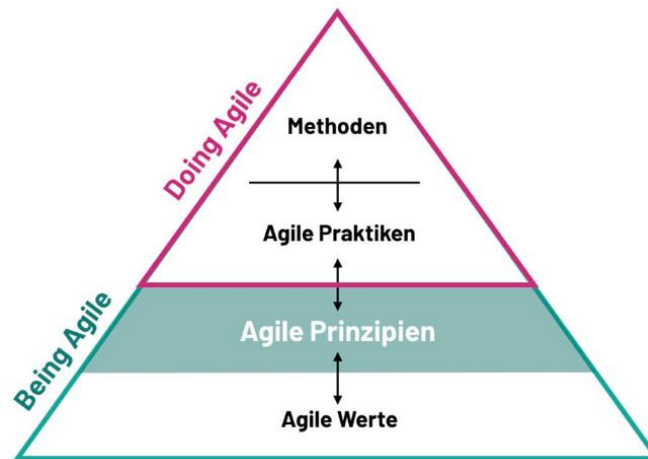 Doing Agile
Methoden
Agile Praktiken
Being Agile
Agile Prinzipien
Agile Werte